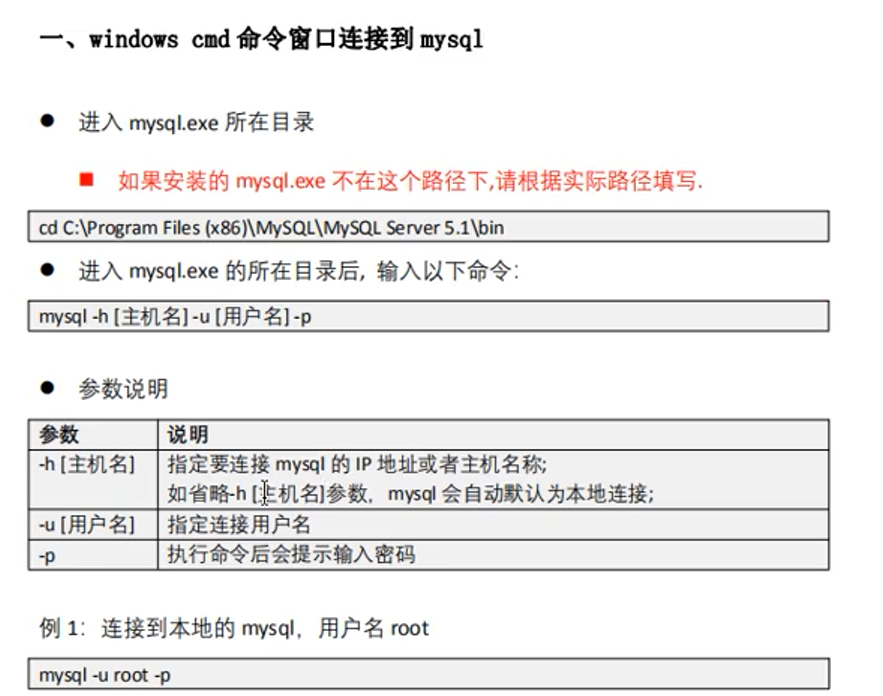 一、windows cmd 命令窗口连接到 mysql
● 进入 mysql.exe 所在目录
■ 如果安装的 mysql.exe 不在这个路径下,请根据实际路径填写.
cd C:\Program Files (x86)\MySQL\MySQL Server 5.1\bin
● 进入 mysql.exe 的所在目录后, 输入以下命令:
mysql -h [主机名] -u [用户名] -p
● 参数说明
参数 说明
-h [主机名] 指定要连接 mysql 的 IP 地址或者主机名称;
如省略-h [主机名]参数, mysql 会自动默认为本地连接;
-u [用户名] 指定连接用户名
-p 执行命令后会提示输入密码
例 1: 连接到本地的 mysql, 用户名 root
mysql -u root -p